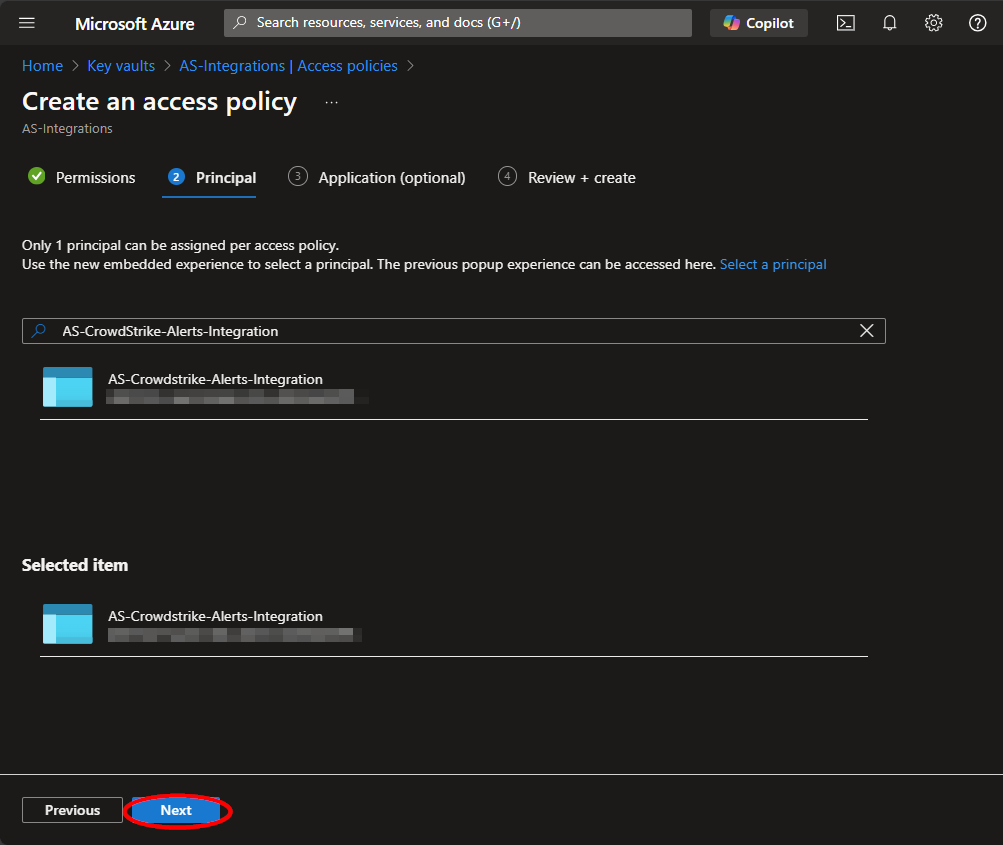 Microsoft Azure
Search resources, services, and docs (G+/)
Copilot
Home > Key vaults > AS-Integrations | Access policies >
Create an access policy ...
AS-Integrations
Permissions
2 Principal
3 Application (optional)
4 Review + create
Only 1 principal can be assigned per access policy.
Use the new embedded experience to select a principal. The previous popup experience can be accessed here. Select a principal
AS-CrowdStrike-Alerts-Integration
AS-Crowdstrike-Alerts-Integration
Selected item
AS-Crowdstrike-Alerts-Integration
Previous
Next